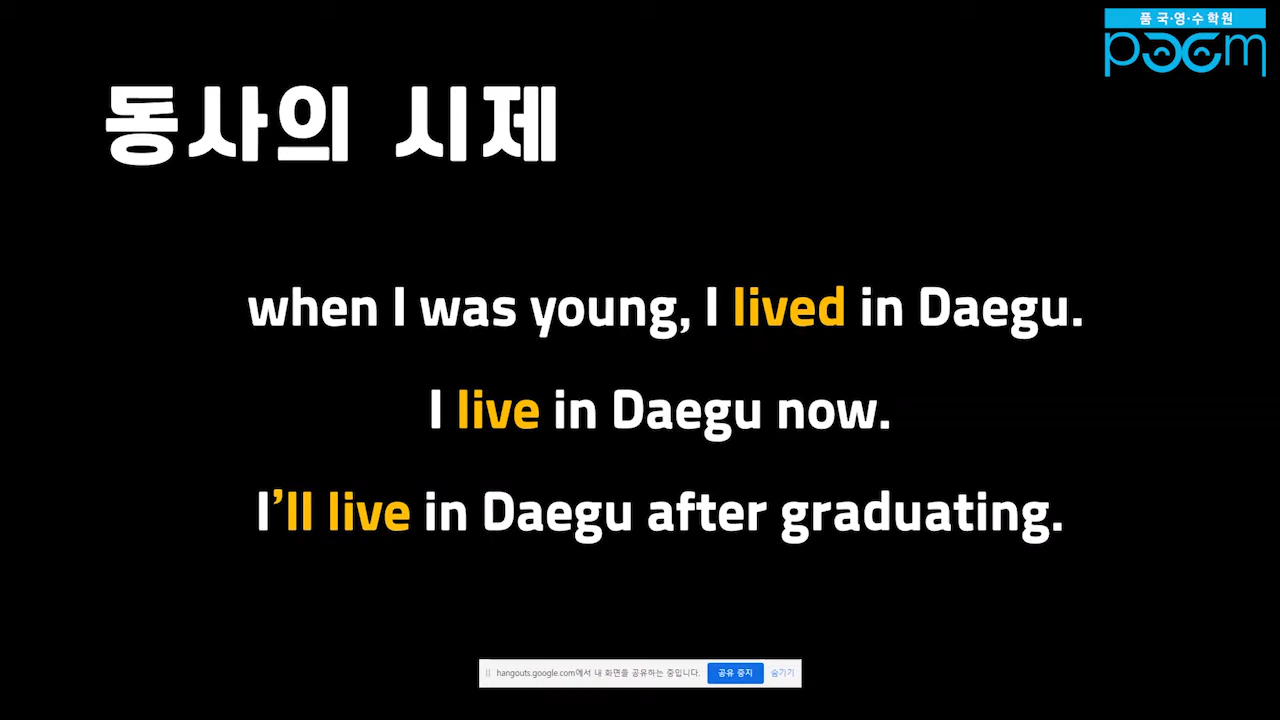 품 국·영·수 학원
poem
동사의 시제
when I was young, I lived in Daegu.
I live in Daegu now.
I’ll live in Daegu after graduating.
hangouts.google.com에서 내 화면을 공유하는 중입니다. 공유 중지 숨기기